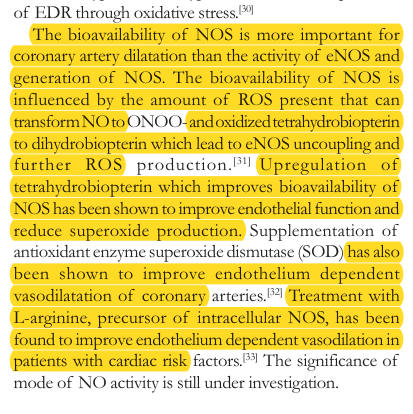 of EDR through oxidative stress.[30]
The bioavailability of NOS is more important for
coronary artery dilatation than the activity of eNOS and
generation of NOS. The bioavailability of NOS is
influenced by the amount of ROS present that can
transform NO to ONOO- and oxidized tetrahydrobiopterin
to dihydrobiopterin which lead to eNOS uncoupling and
further ROS production.[31] Upregulation of
tetrahydrobiopterin which improves bioavailability of
NOS has been shown to improve endothelial function and
reduce superoxide production. Supplementation of
antioxidant enzyme superoxide dismutase (SOD) has also
been shown to improve endothelium dependent
vasodilatation of coronary arteries.[32] Treatment with
L-arginine, precursor of intracellular NOS, has been
found to improve endothelium dependent vasodilation in
patients with cardiac risk factors.[33] The significance of
mode of NO activity is still under investigation.